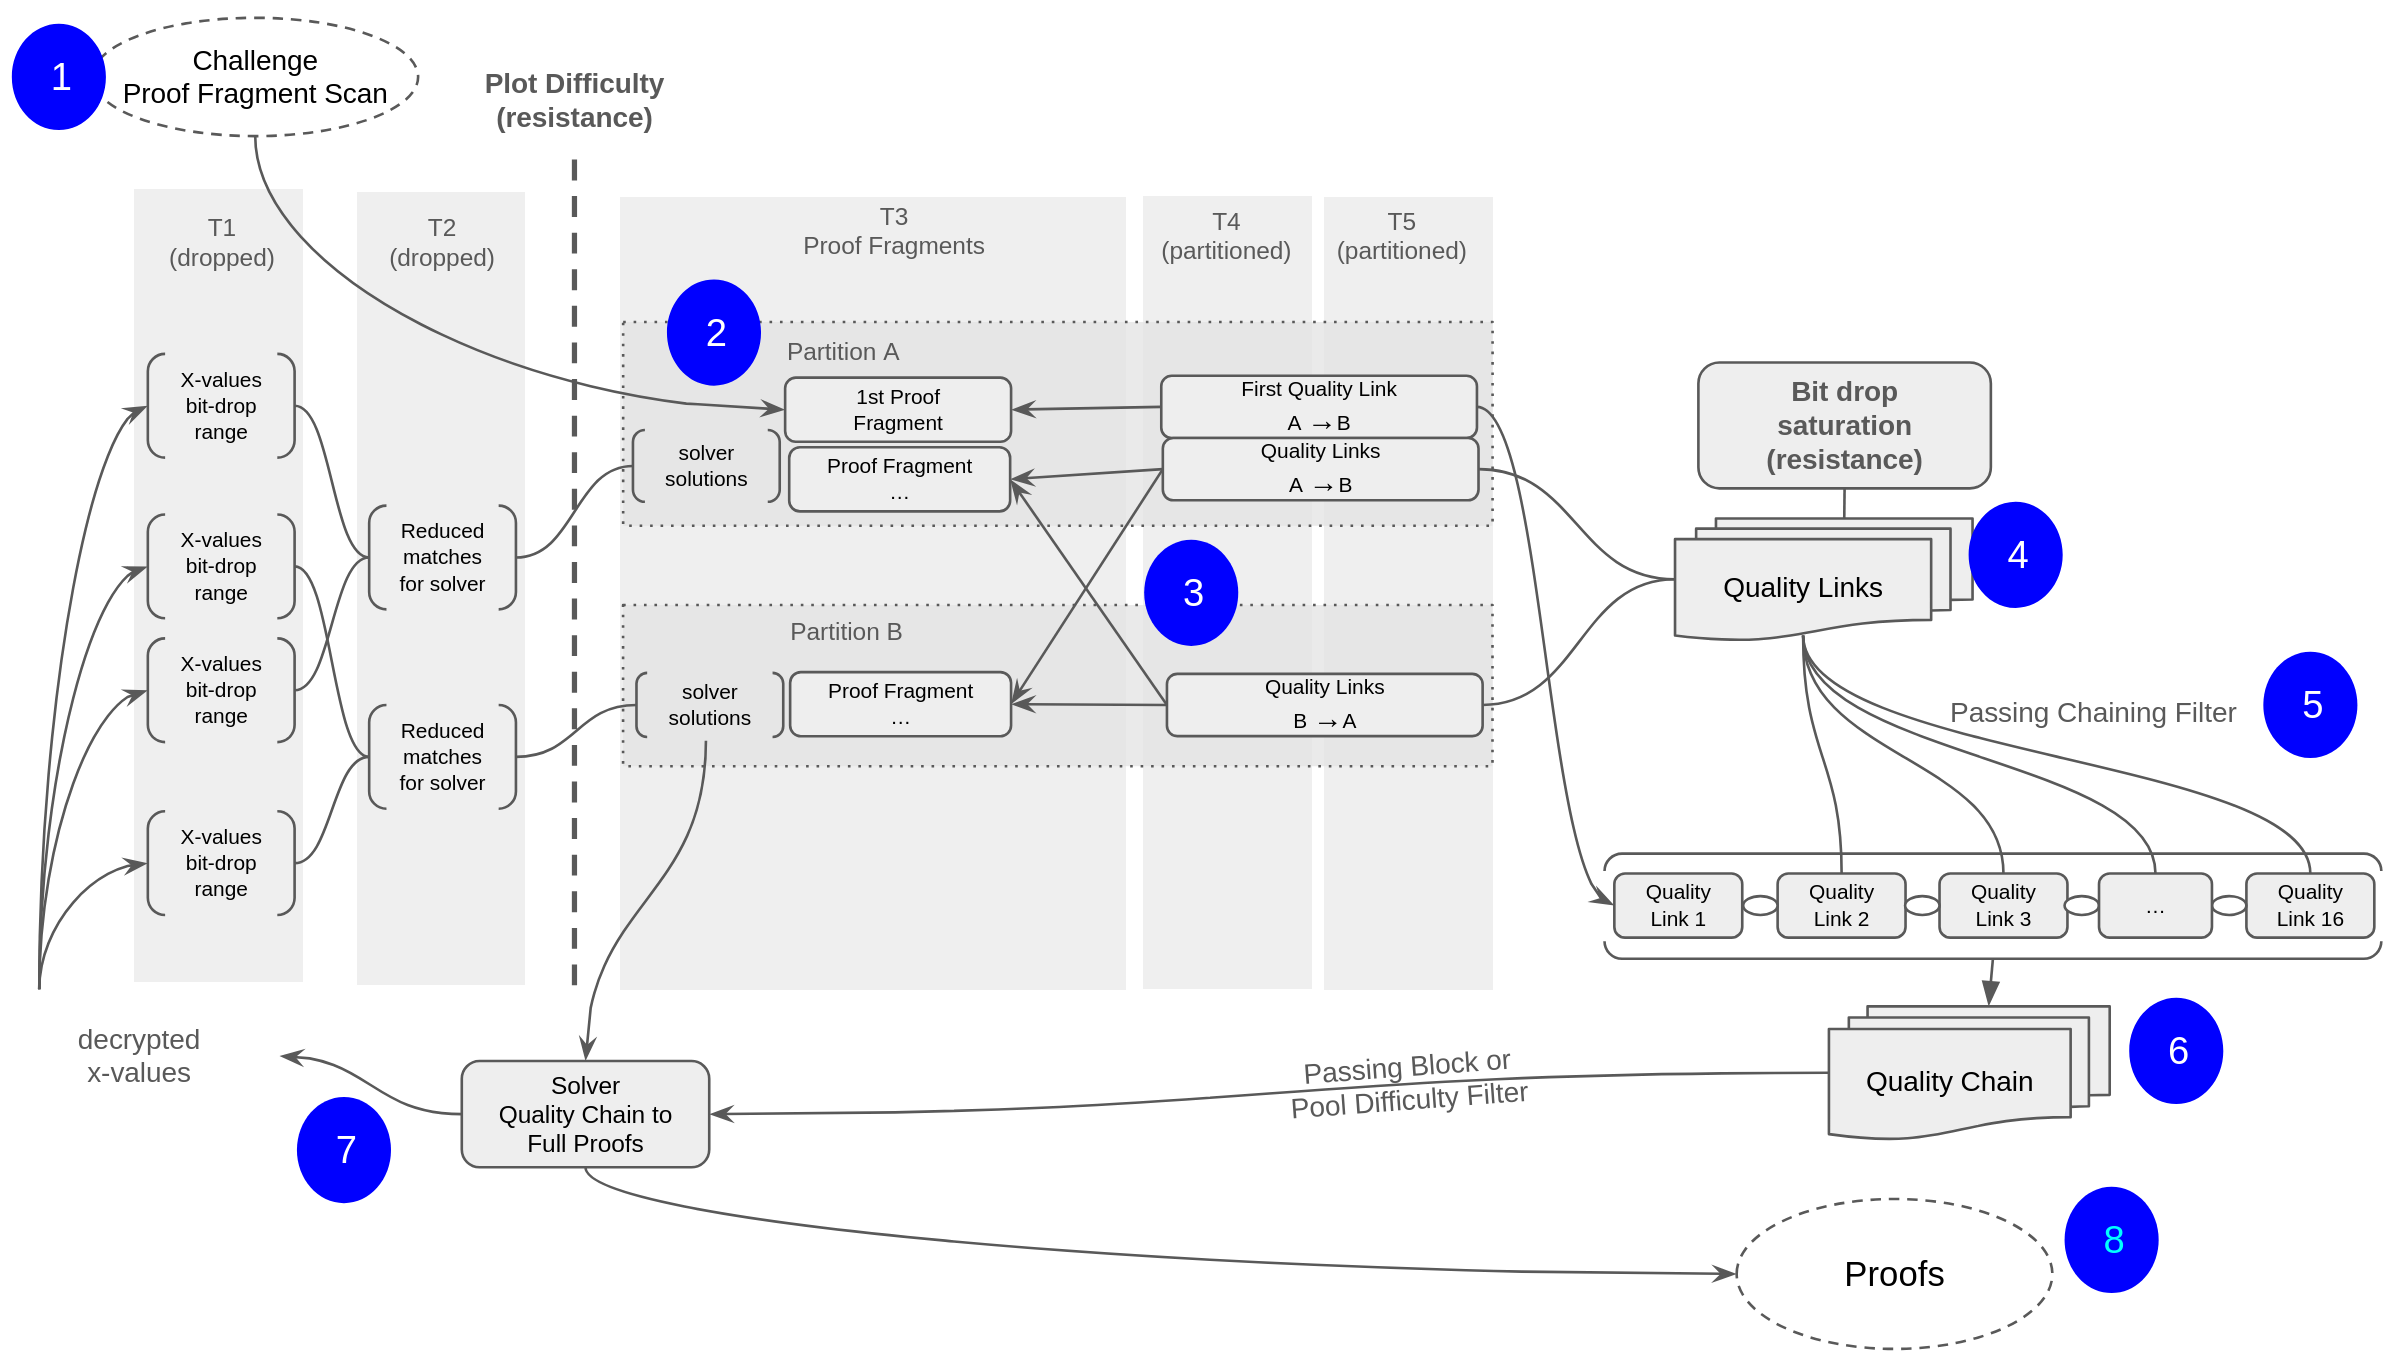 1
Challenge
Proof Fragment Scan
Plot Difficulty
(resistance)
T1
(dropped)
T2
(dropped)
T3
Proof Fragments
T4
(partitioned)
T5
(partitioned)
2
Partition A
1st Proof
Fragment
solver
solutions
Proof Fragment
...
First Quality Link
A → B
Quality Links
A → B
3
Partition B
solver
solutions
Proof Fragment
...
Quality Links
B → A
X-values
bit-drop
range
X-values
bit-drop
range
X-values
bit-drop
range
X-values
bit-drop
range
Reduced
matches
for solver
Reduced
matches
for solver
Bit drop
saturation
(resistance)
4
Quality Links
Passing Chaining Filter
5
Quality
Link 1
Quality
Link 2
Quality
Link 3
...
Quality
Link 16
6
Quality Chain
Passing Block or
Pool Difficulty Filter
decrypted
x-values
7
Solver
Quality Chain to
Full Proofs
8
Proofs